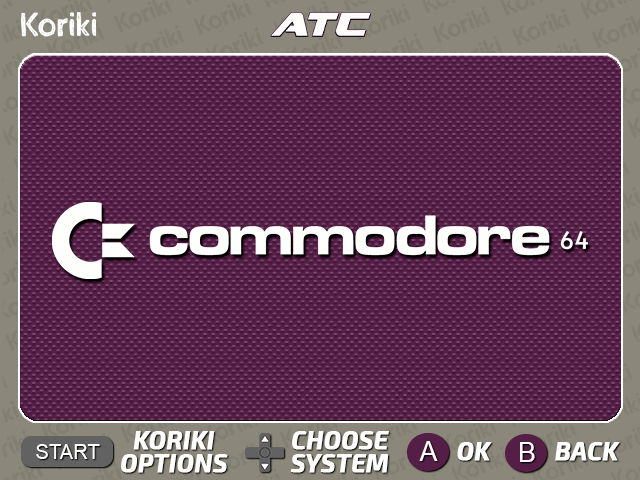 Koriki
ATC
commodore 64
START
KORIKI
OPTIONS
CHOOSE
SYSTEM
A OK
B BACK